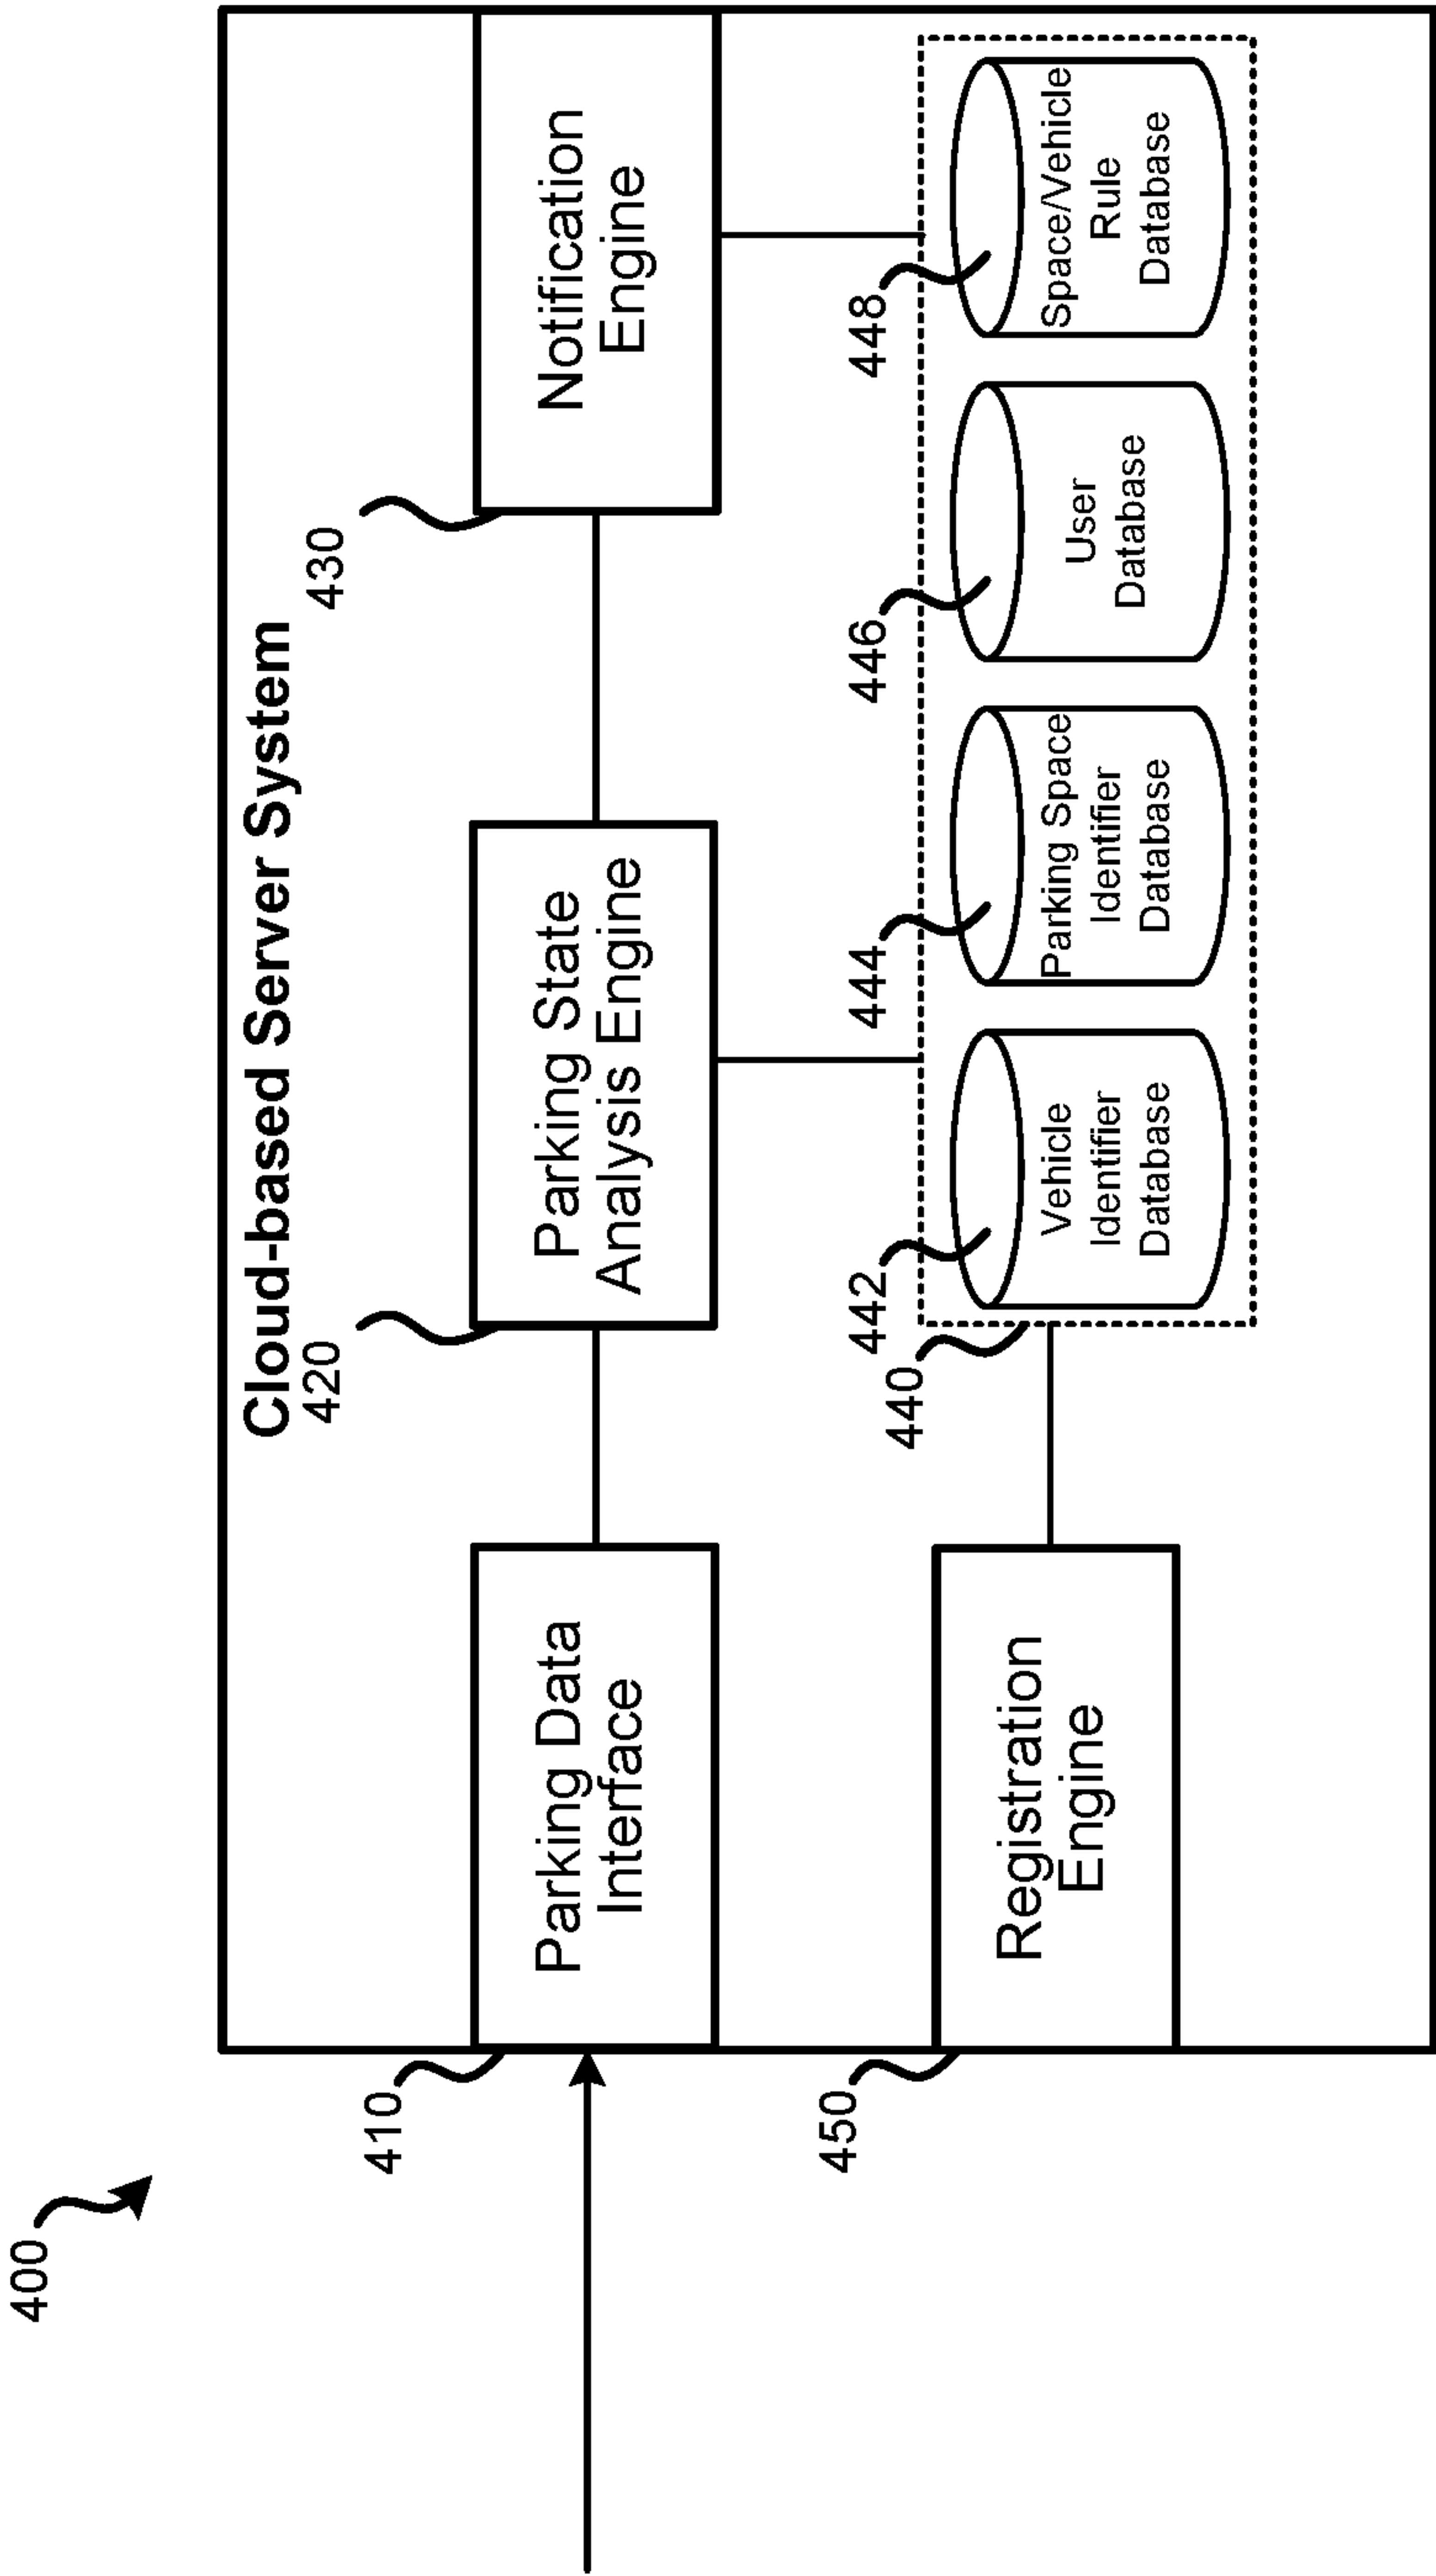 400
Cloud-based Server System
410
Parking Data
Interface
420
Parking State
Analysis Engine
430
Notification
Engine
450
Registration
Engine
440
442
Vehicle
Identifier
Database
444
Parking Space
Identifier
Database
446
User
Database
448
Space/Vehicle
Rule
Database